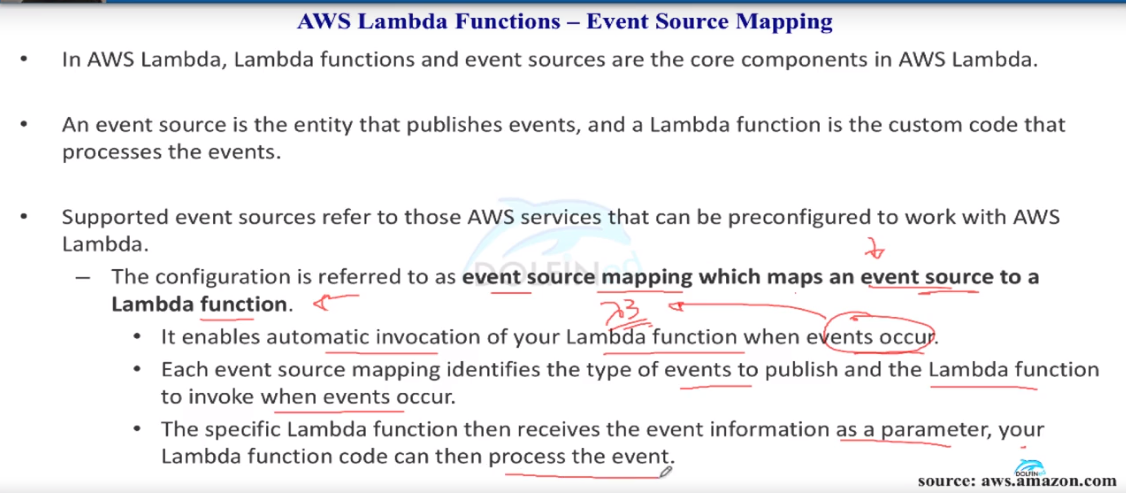 AWS Lambda Functions – Event Source Mapping
• In AWS Lambda, Lambda functions and event sources are the core components in AWS Lambda.
• An event source is the entity that publishes events, and a Lambda function is the custom code that
processes the events.
• Supported event sources refer to those AWS services that can be preconfigured to work with AWS
Lambda.
– The configuration is referred to as event source mapping which maps an event source to a
Lambda function.
• It enables automatic invocation of your Lambda function when events occur.
• Each event source mapping identifies the type of events to publish and the Lambda function
to invoke when events occur.
• The specific Lambda function then receives the event information as a parameter, your
Lambda function code can then process the event.
DOLFIN
source: aws.amazon.com